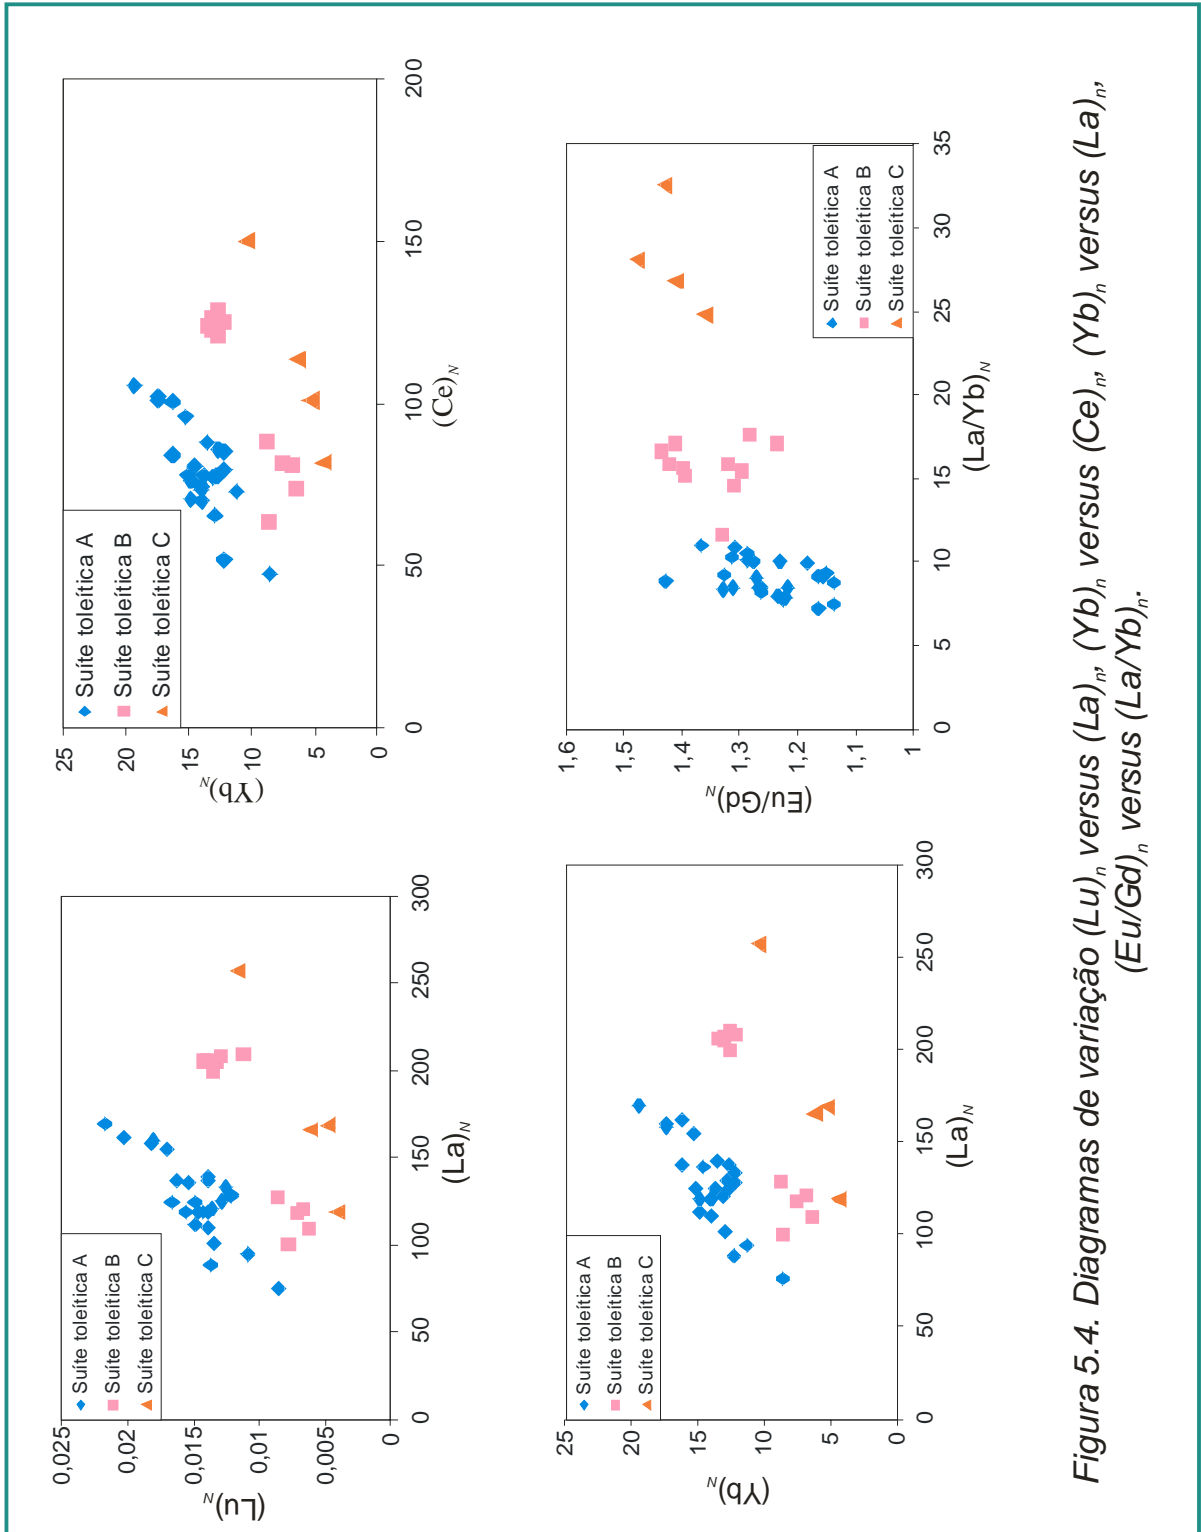 0,025
0,02
0,015
0,01
0,005
0
(Lu)N
0
50
100
150
200
250
300
(La)N
Suíte toleítica A
Suíte toleítica B
Suíte toleítica C
25
20
15
10
5
0
(Yb)N
0
50
100
150
200
(Ce)N
Suíte toleítica A
Suíte toleítica B
Suíte toleítica C
25
20
15
10
5
0
(Yb)N
0
50
100
150
200
250
300
(La)N
Suíte toleítica A
Suíte toleítica B
Suíte toleítica C
1,6
1,5
1,4
1,3
1,2
1,1
1
(Eu/Gd)N
0
5
10
15
20
25
30
35
(La/Yb)N
Suíte toleítica A
Suíte toleítica B
Suíte toleítica C
Figura 5.4. Diagramas de variação (Lu)n versus (La)n, (Yb)n versus (Ce)n, (Yb)n versus (La)n,
(Eu/Gd)n versus (La/Yb)n.